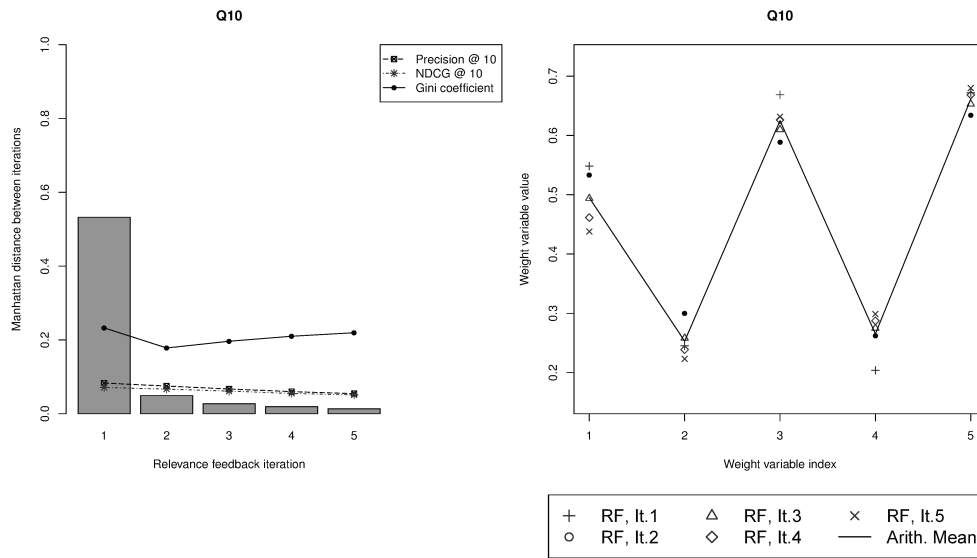 Q10
Manhattan distance between iterations
1.0
0.8
0.6
0.4
0.2
0.0
Precision @ 10
NDCG @ 10
Gini coefficient
1 2 3 4 5
Relevance feedback iteration
Q10
Weight variable value
0.7
0.6
0.5
0.4
0.3
0.2
1 2 3 4 5
Weight variable index
RF, It.1 RF, It.3 RF, It.5
RF, It.2 RF, It.4 Arith. Mean